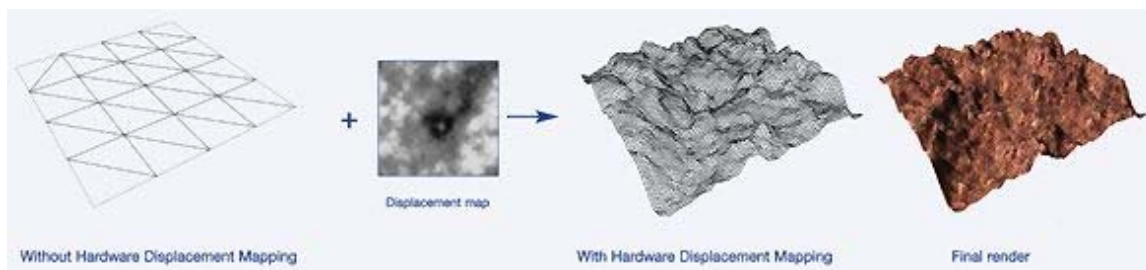 +
Displacement map
Without Hardware Displacement Mapping
With Hardware Displacement Mapping
Final render